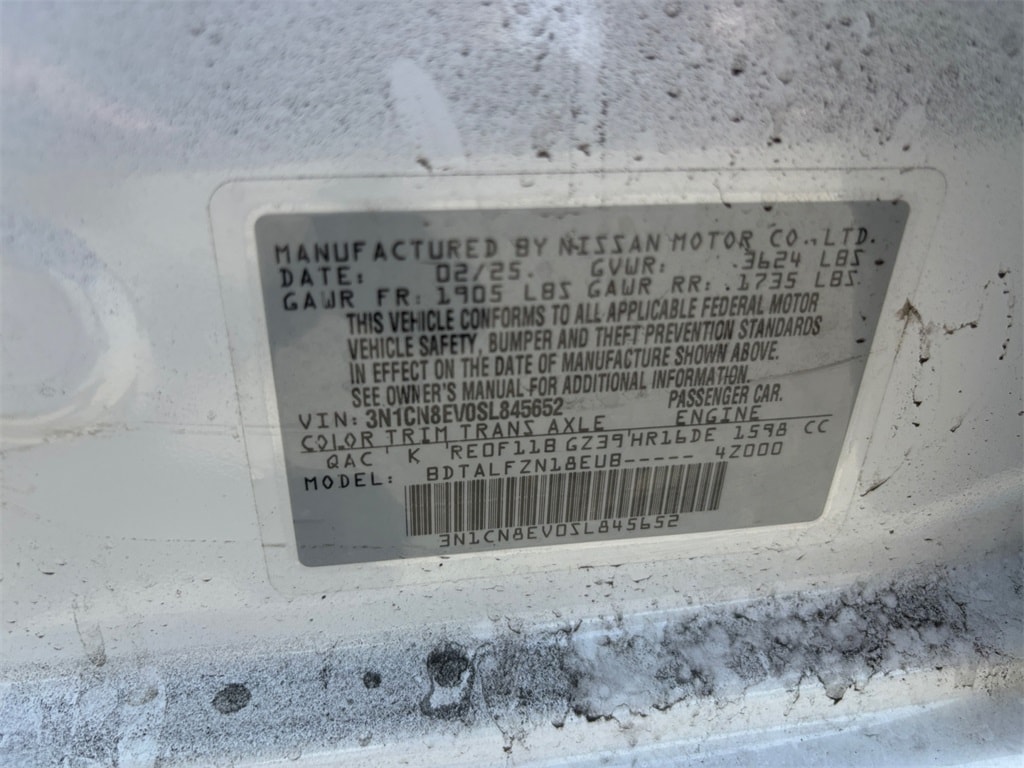 MANUFACTURED BY NISSAN MOTOR CO., LTD.
DATE: 02/25. GVWR: .3624 LBS
GAWR FR: 1905 LBS GAWR RR: .1735 LBS.
THIS VEHICLE CONFORMS TO ALL APPLICABLE FEDERAL MOTOR
VEHICLE SAFETY, BUMPER AND THEFT PREVENTION STANDARDS
IN EFFECT ON THE DATE OF MANUFACTURE SHOWN ABOVE.
SEE OWNER'S MANUAL FOR ADDITIONAL INFORMATION.
VIN: 3N1CN8EV0SL845652 PASSENGER CAR.
COLOR TRIM TRANS AXLE ENGINE
QAC K RE0F11B GZ39 HR16DE 1598 CC
MODEL: BDTALFZN18EUB----- 4Z000
3N1CN8EV0SL845652